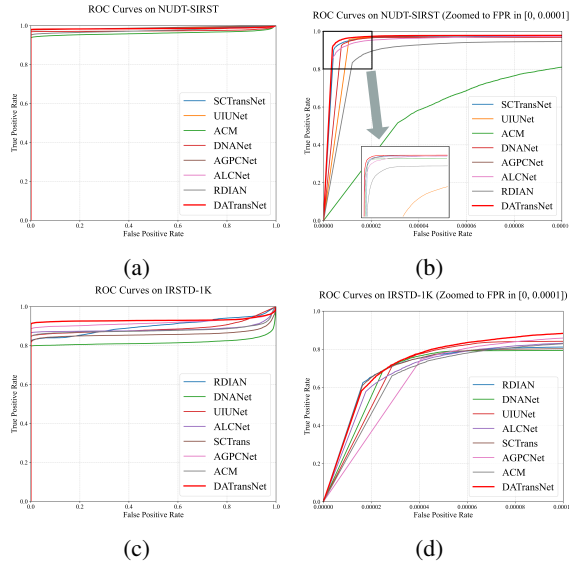 ROC Curves on NUDT-SIRST
True Positive Rate
1.0
0.8
0.6
0.4
0.2
0.0
SCTransNet
UIUNet
ACM
DNANet
AGPCNet
ALCNet
RDIAN
DATransNet
0.0 0.2 0.4 0.6 0.8 1.0
False Positive Rate
(a)
ROC Curves on NUDT-SIRST (Zoomed to FPR in [0, 0.0001]
True Positive Rate
1.0
0.8
0.6
0.4
0.2
0.0
SCTransNet
UIUNet
ACM
DNANet
AGPCNet
ALCNet
RDIAN
DATransNet
0.00000 0.00002 0.00004 0.00006 0.00008 0.0001
False Positive Rate
(b)
ROC Curves on IRSTD-1K
True Positive Rate
1.0
0.8
0.6
0.4
0.2
0.0
RDIAN
DNANet
UIUNet
ALCNet
SCTrans
AGPCNet
ACM
DATransNet
0.0 0.2 0.4 0.6 0.8 1.0
False Positive Rate
(c)
ROC Curves on IRSTD-1K (Zoomed to FPR in [0, 0.0001])
True Positive Rate
1.0
0.8
0.6
0.4
0.2
0.0
RDIAN
DNANet
UIUNet
ALCNet
SCTrans
AGPCNet
ACM
DATransNet
0.00000 0.00002 0.00004 0.00006 0.00008 0.0001
False Positive Rate
(d)